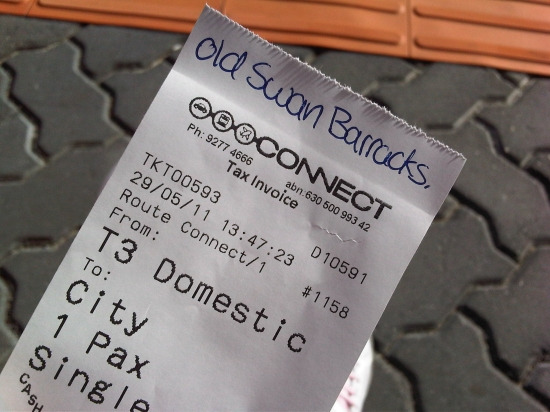 Old Swan Barracks.
CONNECT
Ph: 9277 4666 abn:630 500 993 42
Tax Invoice
TKT00593 D10591
29/05/11 13:47:23 #1158
Route Connect/1
From:
T3 Domestic
To:
City
1 Pax
Single
CASH